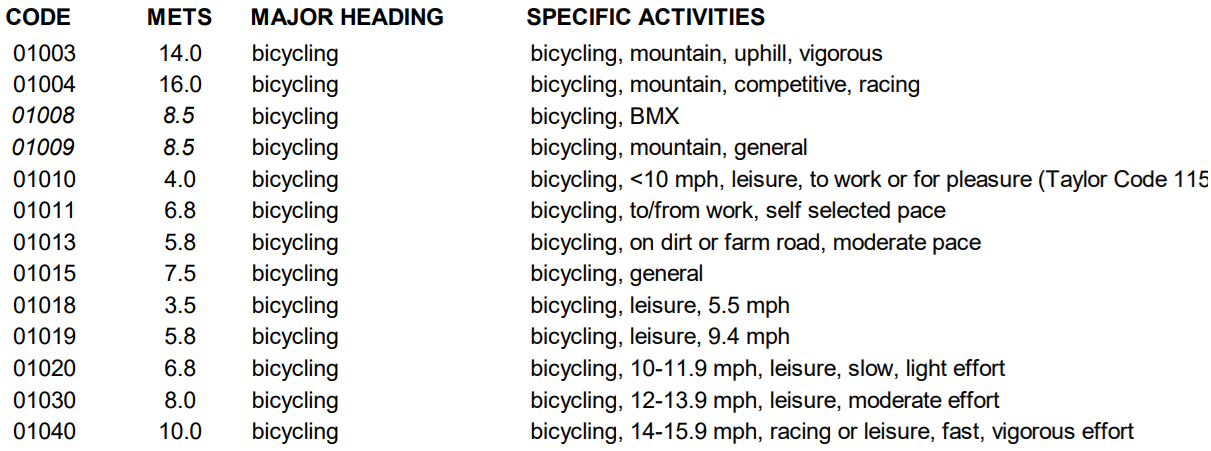 CODE METS MAJOR HEADING SPECIFIC ACTIVITIES
01003 14.0 bicycling bicycling, mountain, uphill, vigorous
01004 16.0 bicycling bicycling, mountain, competitive, racing
01008 8.5 bicycling bicycling, BMX
01009 8.5 bicycling bicycling, mountain, general
01010 4.0 bicycling bicycling, <10 mph, leisure, to work or for pleasure (Taylor Code 115
01011 6.8 bicycling bicycling, to/from work, self selected pace
01013 5.8 bicycling bicycling, on dirt or farm road, moderate pace
01015 7.5 bicycling bicycling, general
01018 3.5 bicycling bicycling, leisure, 5.5 mph
01019 5.8 bicycling bicycling, leisure, 9.4 mph
01020 6.8 bicycling bicycling, 10-11.9 mph, leisure, slow, light effort
01030 8.0 bicycling bicycling, 12-13.9 mph, leisure, moderate effort
01040 10.0 bicycling bicycling, 14-15.9 mph, racing or leisure, fast, vigorous effort